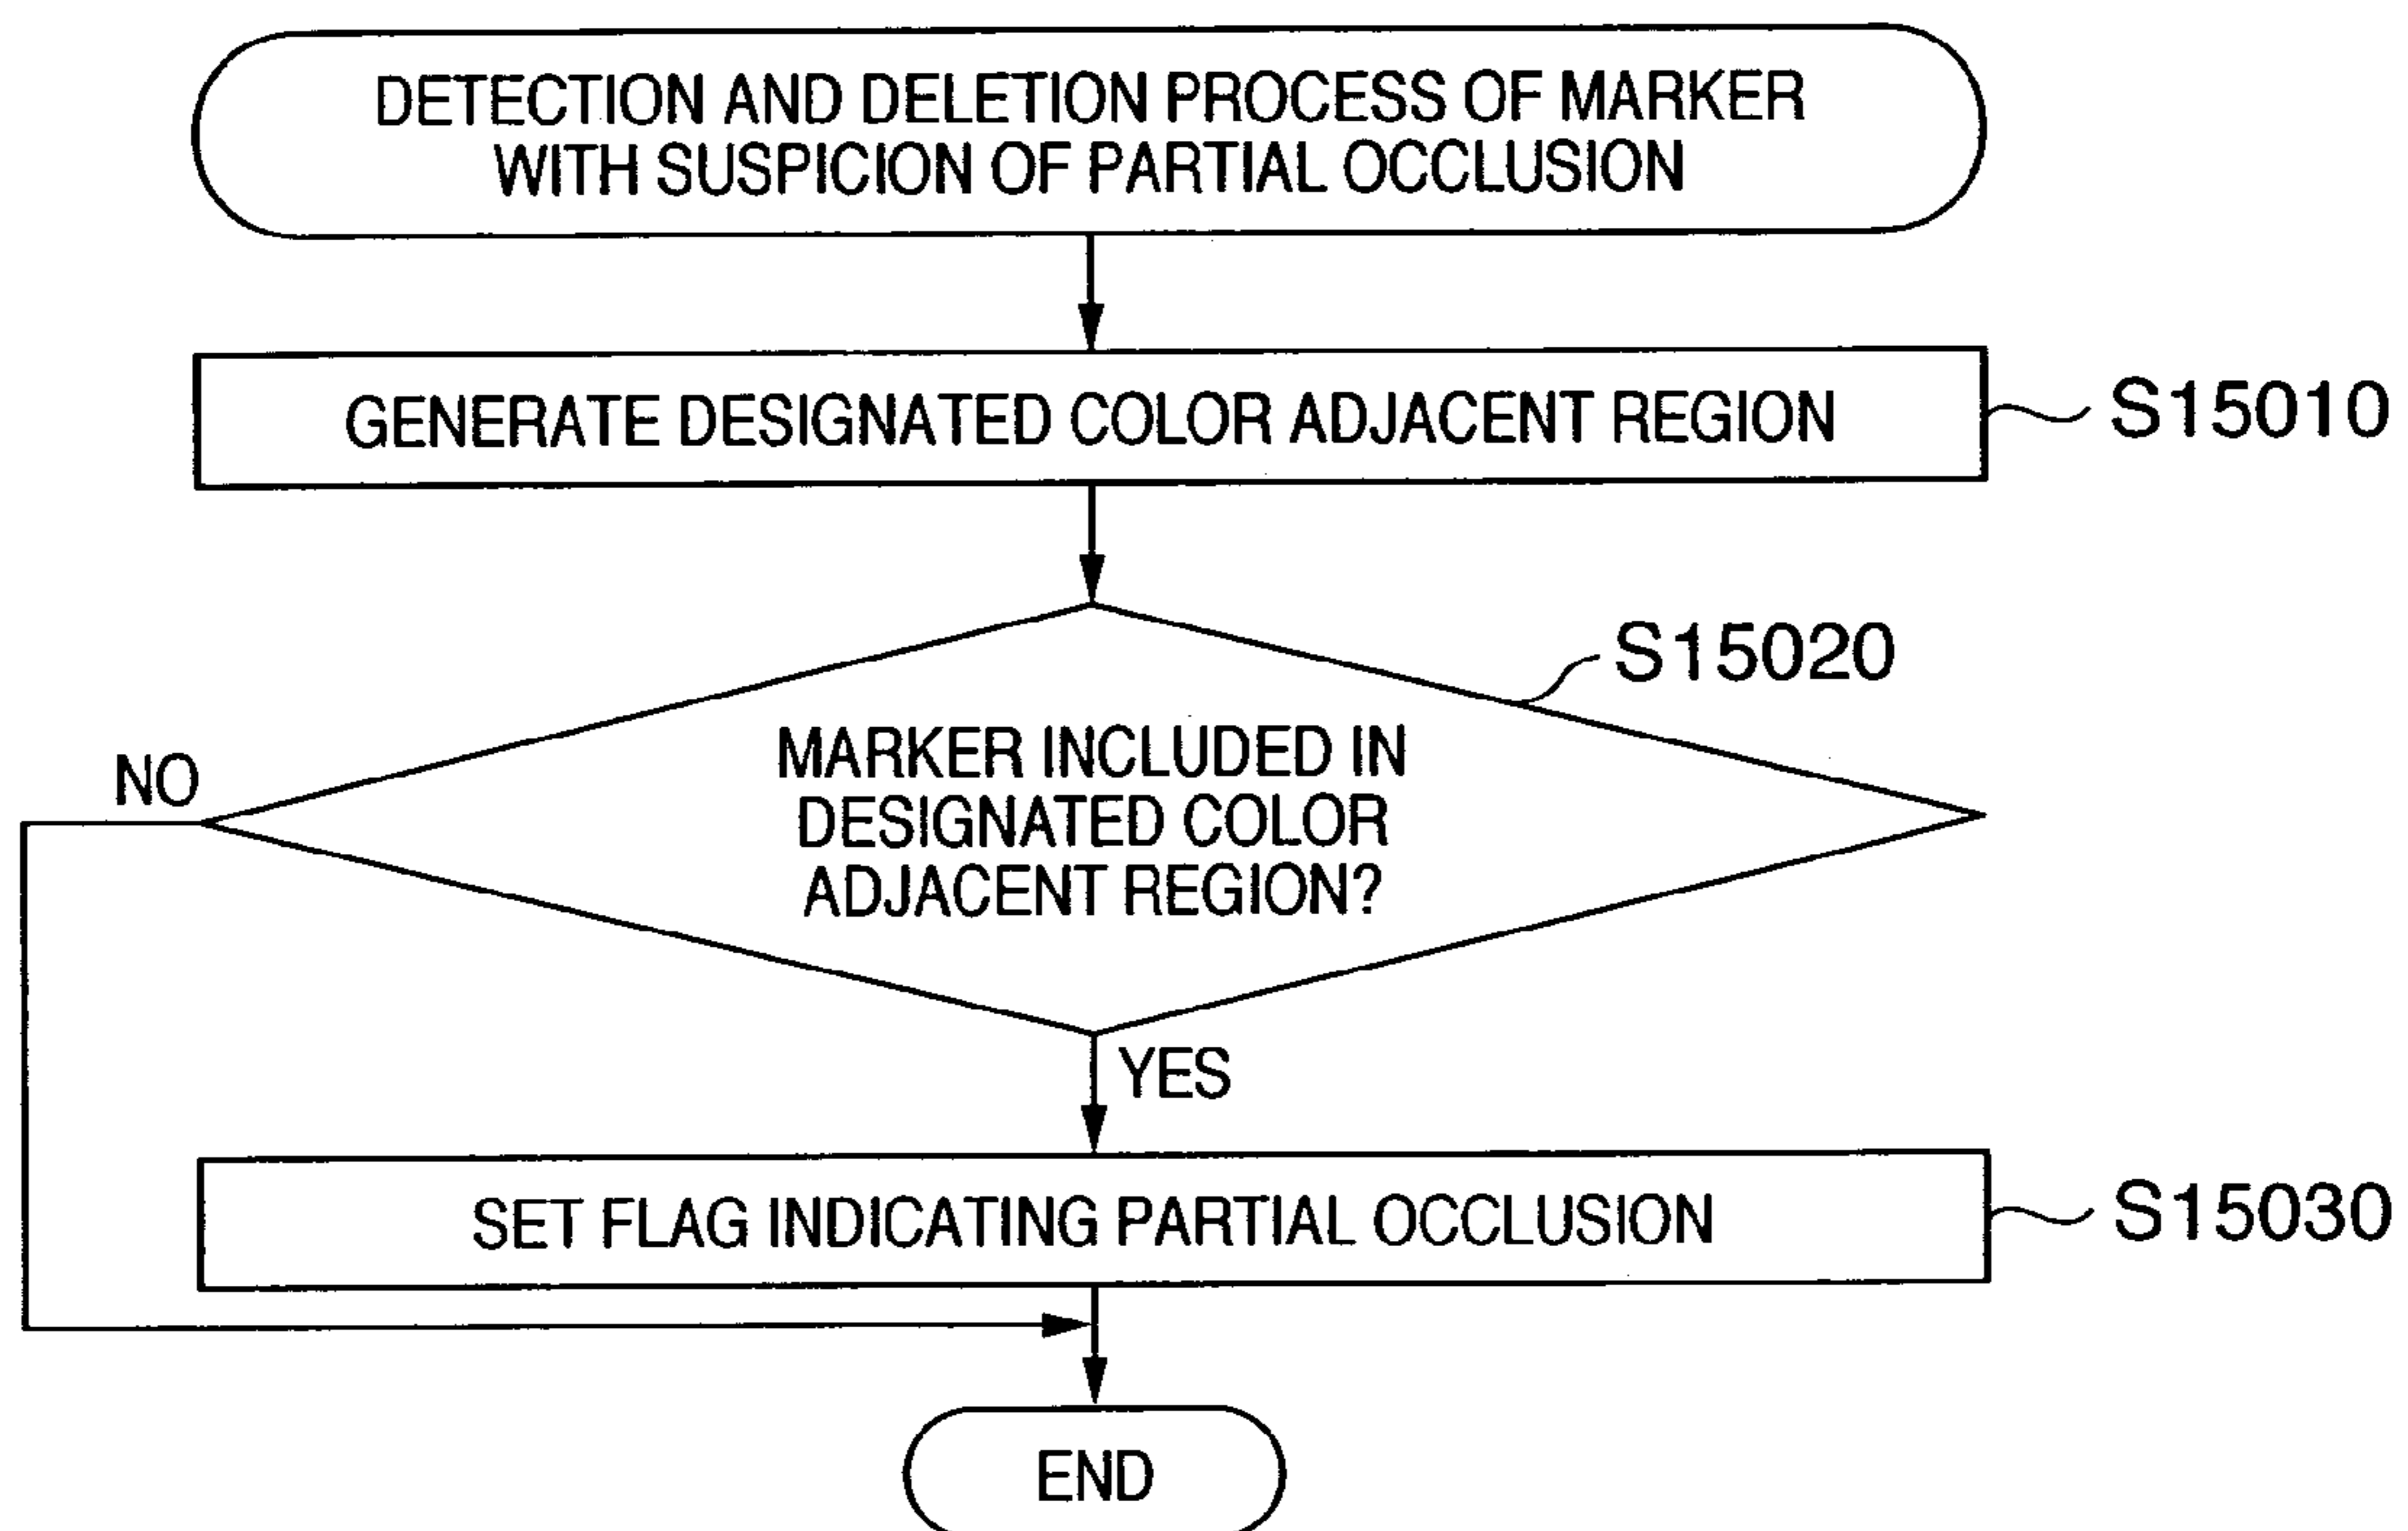 DETECTION AND DELETION PROCESS OF MARKER
WITH SUSPICION OF PARTIAL OCCLUSION
GENERATE DESIGNATED COLOR ADJACENT REGION
S15010
S15020
MARKER INCLUDED IN
DESIGNATED COLOR
ADJACENT REGION?
NO
YES
SET FLAG INDICATING PARTIAL OCCLUSION
S15030
END